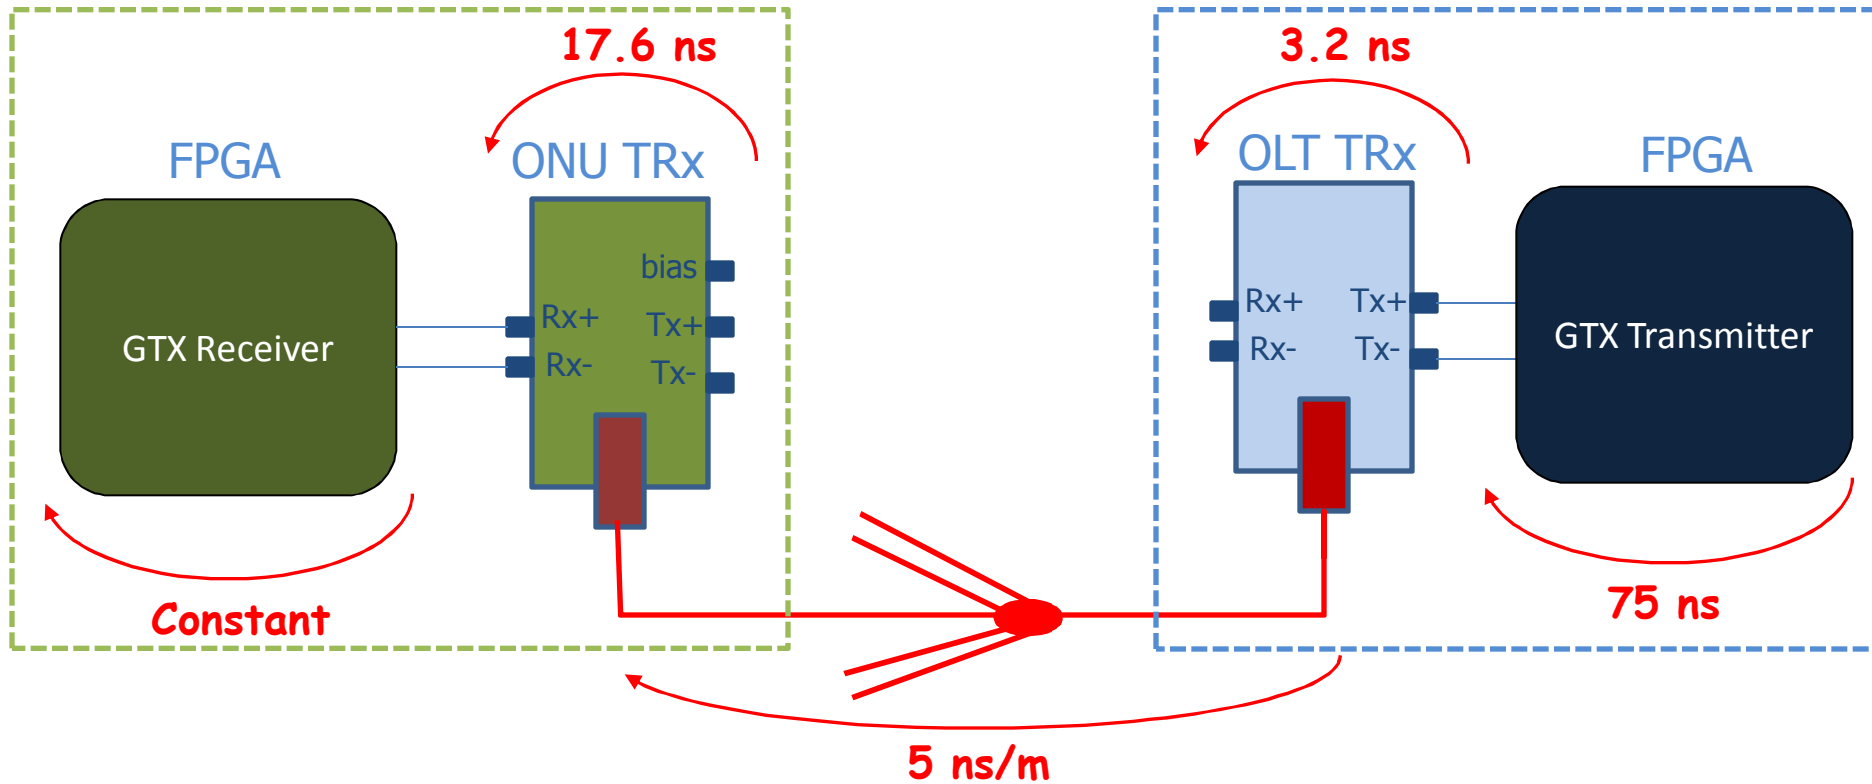 17.6 ns
3.2 ns
FPGA
ONU TRx
OLT TRx
FPGA
bias
Rx+
Tx+
Rx-
Tx-
GTX Receiver
Rx+
Tx+
Rx-
Tx-
GTX Transmitter
Constant
75 ns
5 ns/m